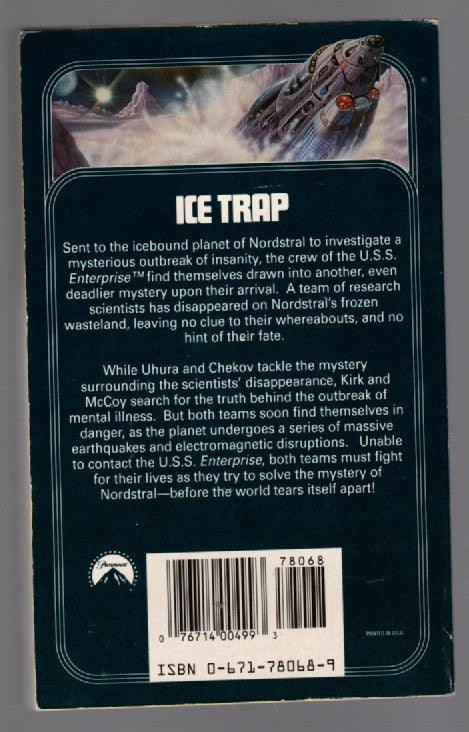 ICE TRAP
Sent to the icebound planet of Nordstral to investigate a
mysterious outbreak of insanity, the crew of the U.S.S.
Enterprise™ find themselves drawn into another, even
deadlier mystery upon their arrival. A team of research
scientists has disappeared on Nordstral's frozen
wasteland, leaving no clue to their whereabouts, and no
hint of their fate.
While Uhura and Chekov tackle the mystery
surrounding the scientists' disappearance, Kirk and
McCoy search for the truth behind the outbreak of
mental illness. But both teams soon find themselves in
danger, as the planet undergoes a series of massive
earthquakes and electromagnetic disruptions. Unable
to contact the U.S.S. Enterprise, both teams must fight
for their lives as they try to solve the mystery of
Nordstral—before the world tears itself apart!
Paramount
78068
0 76714 00499 3
PRINTED IN U.S.A.
ISBN 0-671-78068-9